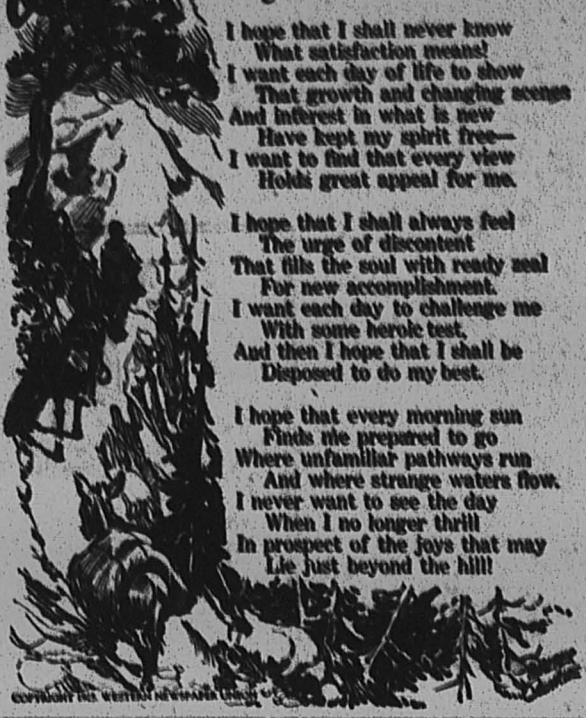 I hope that I shall never know
What satisfaction means!
I want each day of life to show
That growth and changing scenes
And interest in what is new
Have kept my spirit free—
I want to find that every view
Holds great appeal for me.
I hope that I shall always feel
The urge of discontent
That fills the soul with ready zeal
For new accomplishment.
I want each day to challenge me
With some heroic test,
And then I hope that I shall be
Disposed to do my best.
I hope that every morning sun
Finds me prepared to go
Where unfamiliar pathways run
And where strange waters flow.
I never want to see the day
When I no longer thrill
In prospect of the joys that may
Lie just beyond the hill!
COPYRIGHT WESTERN NEWSPAPER UNION